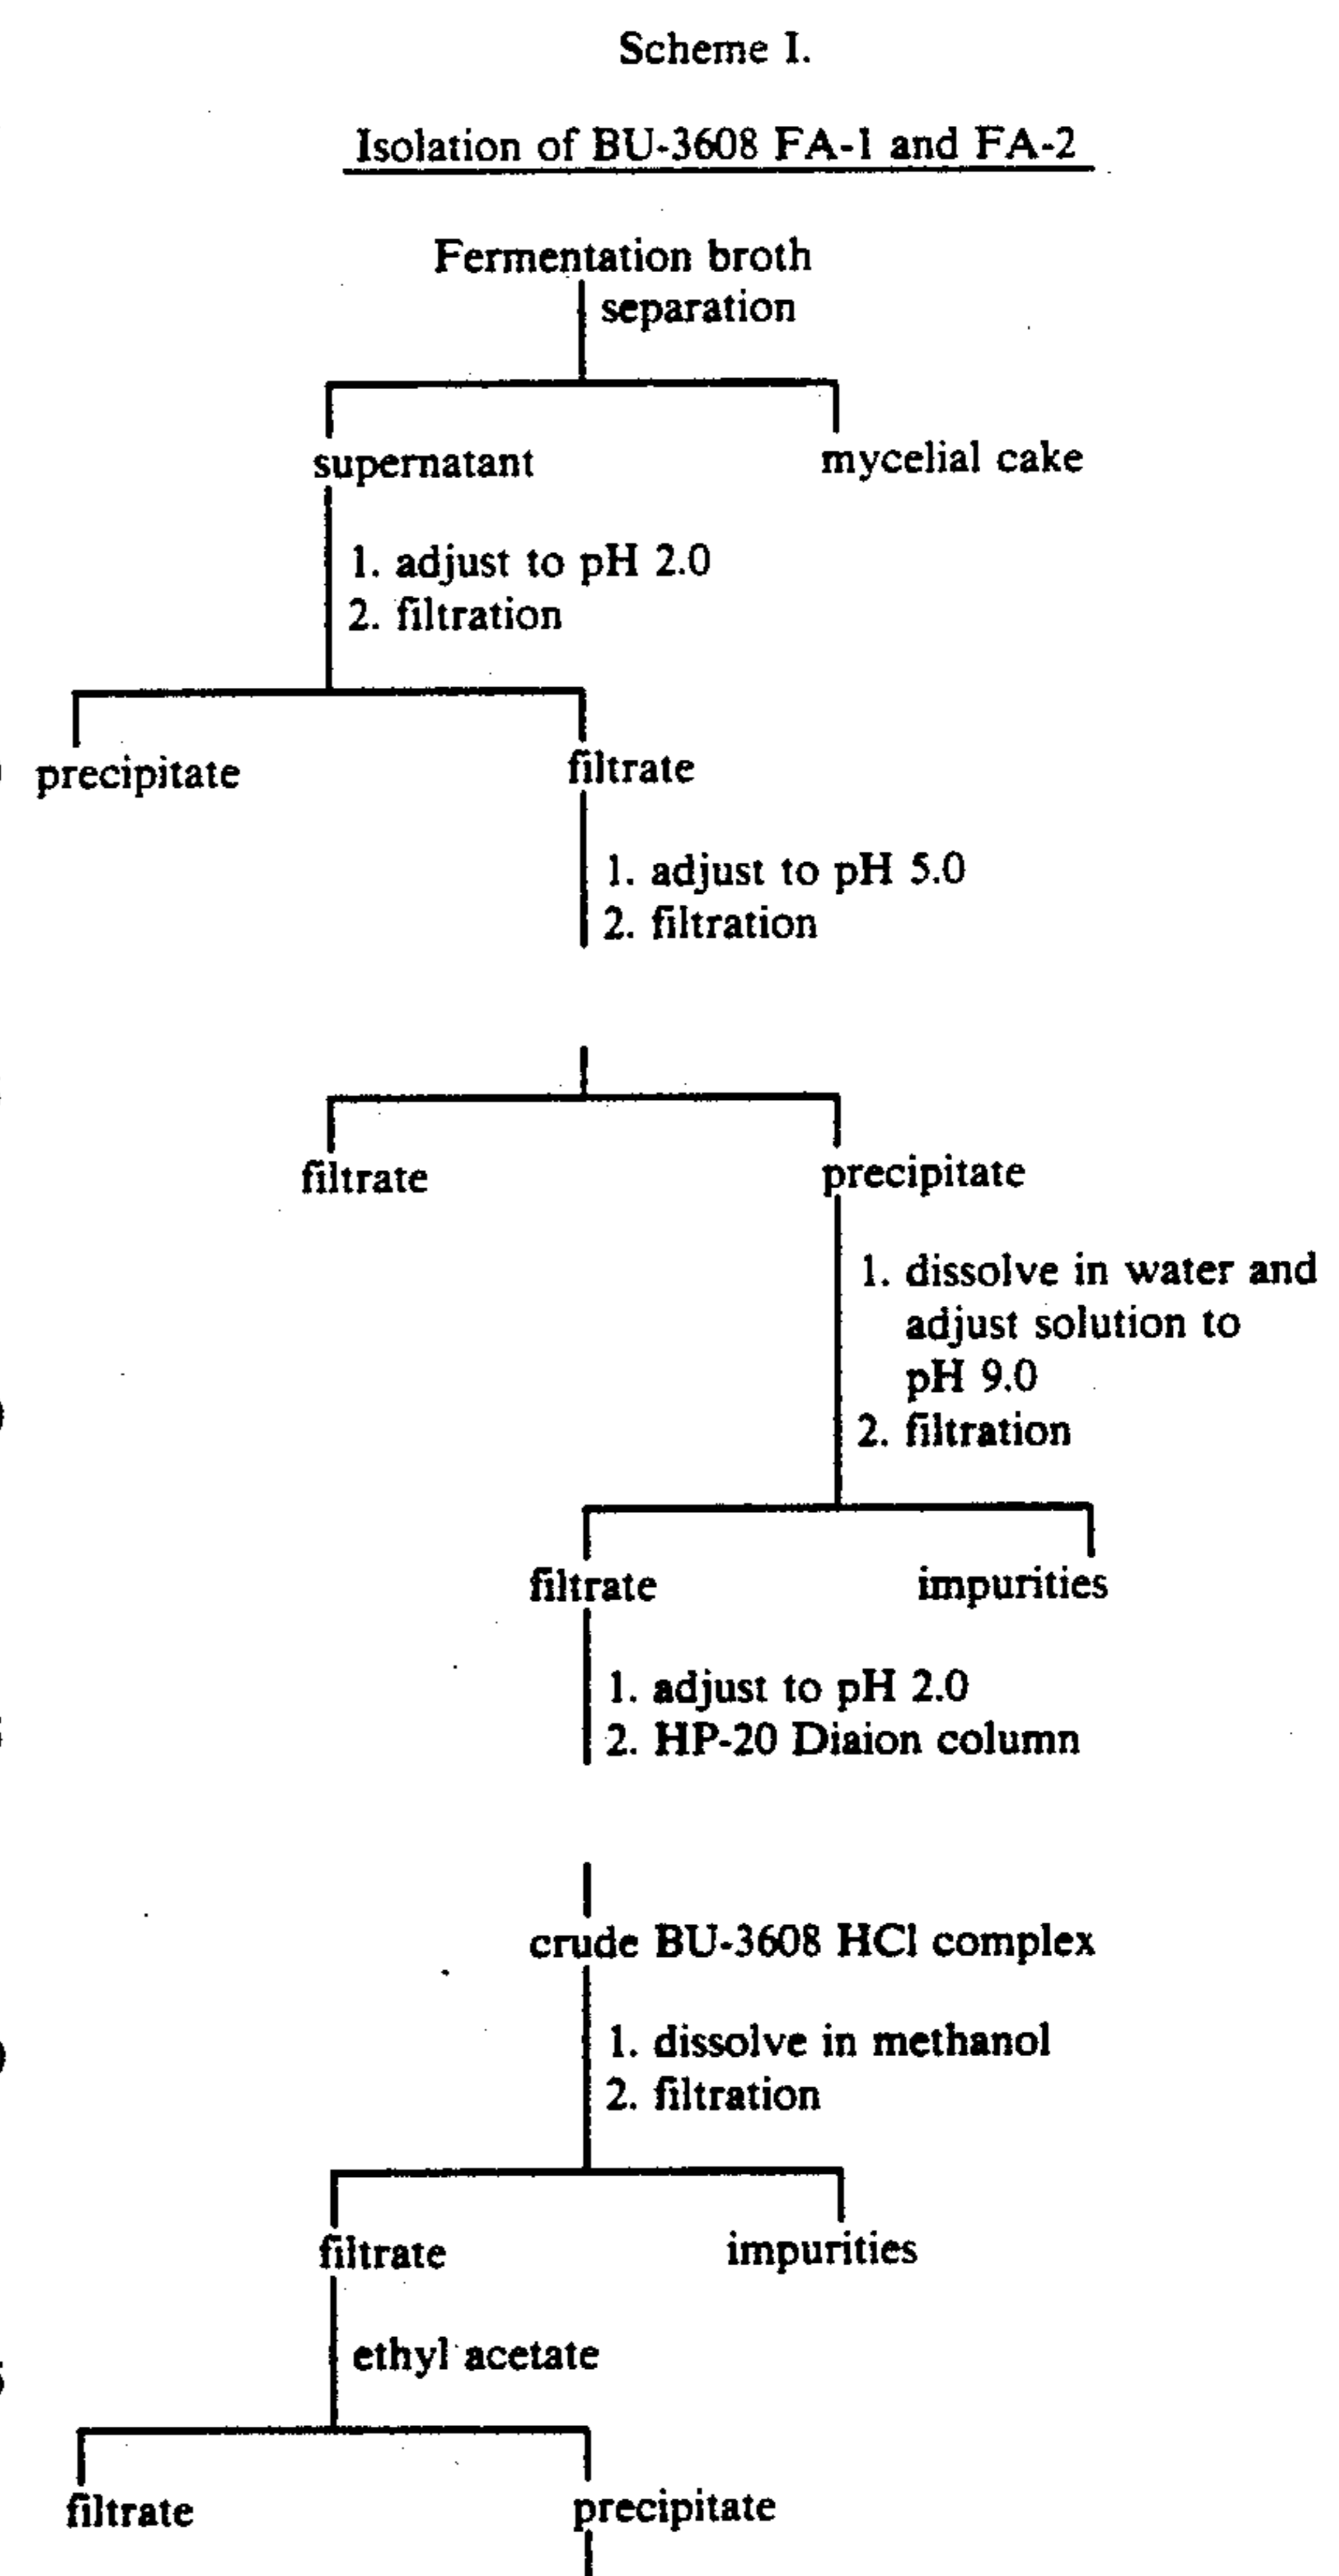 Scheme I.
Isolation of BU-3608 FA-1 and FA-2
Fermentation broth
separation
supernatant
mycelial cake
1. adjust to pH 2.0
2. filtration
precipitate
filtrate
1. adjust to pH 5.0
2. filtration
filtrate
precipitate
1. dissolve in water and
adjust solution to
pH 9.0
2. filtration
filtrate
impurities
1. adjust to pH 2.0
2. HP-20 Diaion column
crude BU-3608 HCl complex
1. dissolve in methanol
2. filtration
filtrate
impurities
ethyl acetate
filtrate
precipitate